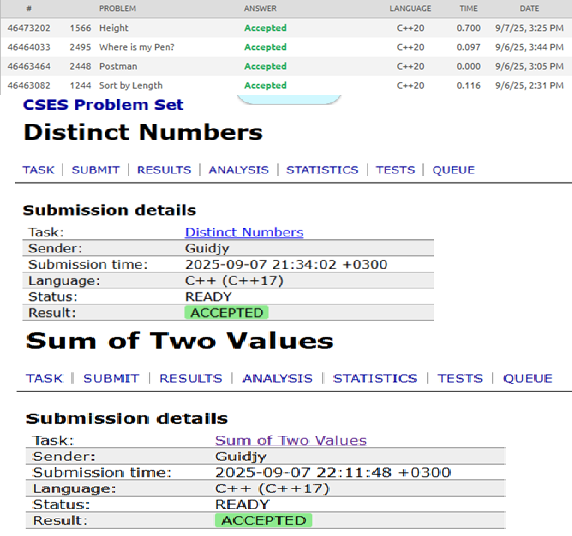 # PROBLEM ANSWER LANGUAGE TIME DATE
46473202 1566 Height Accepted C++20 0.700 9/7/25, 3:25 PM
46464033 2495 Where is my Pen? Accepted C++20 0.097 9/6/25, 3:44 PM
46463464 2448 Postman Accepted C++20 0.000 9/6/25, 3:05 PM
46463082 1244 Sort by Length Accepted C++20 0.116 9/6/25, 2:31 PM
CSES Problem Set
Distinct Numbers
TASK | SUBMIT | RESULTS | ANALYSIS | STATISTICS | TESTS | QUEUE
Submission details
Task: Distinct Numbers
Sender: Guidjy
Submission time: 2025-09-07 21:34:02 +0300
Language: C++ (C++17)
Status: READY
Result: ACCEPTED
Sum of Two Values
TASK | SUBMIT | RESULTS | ANALYSIS | STATISTICS | TESTS | QUEUE
Submission details
Task: Sum of Two Values
Sender: Guidjy
Submission time: 2025-09-07 22:11:48 +0300
Language: C++ (C++17)
Status: READY
Result: ACCEPTED